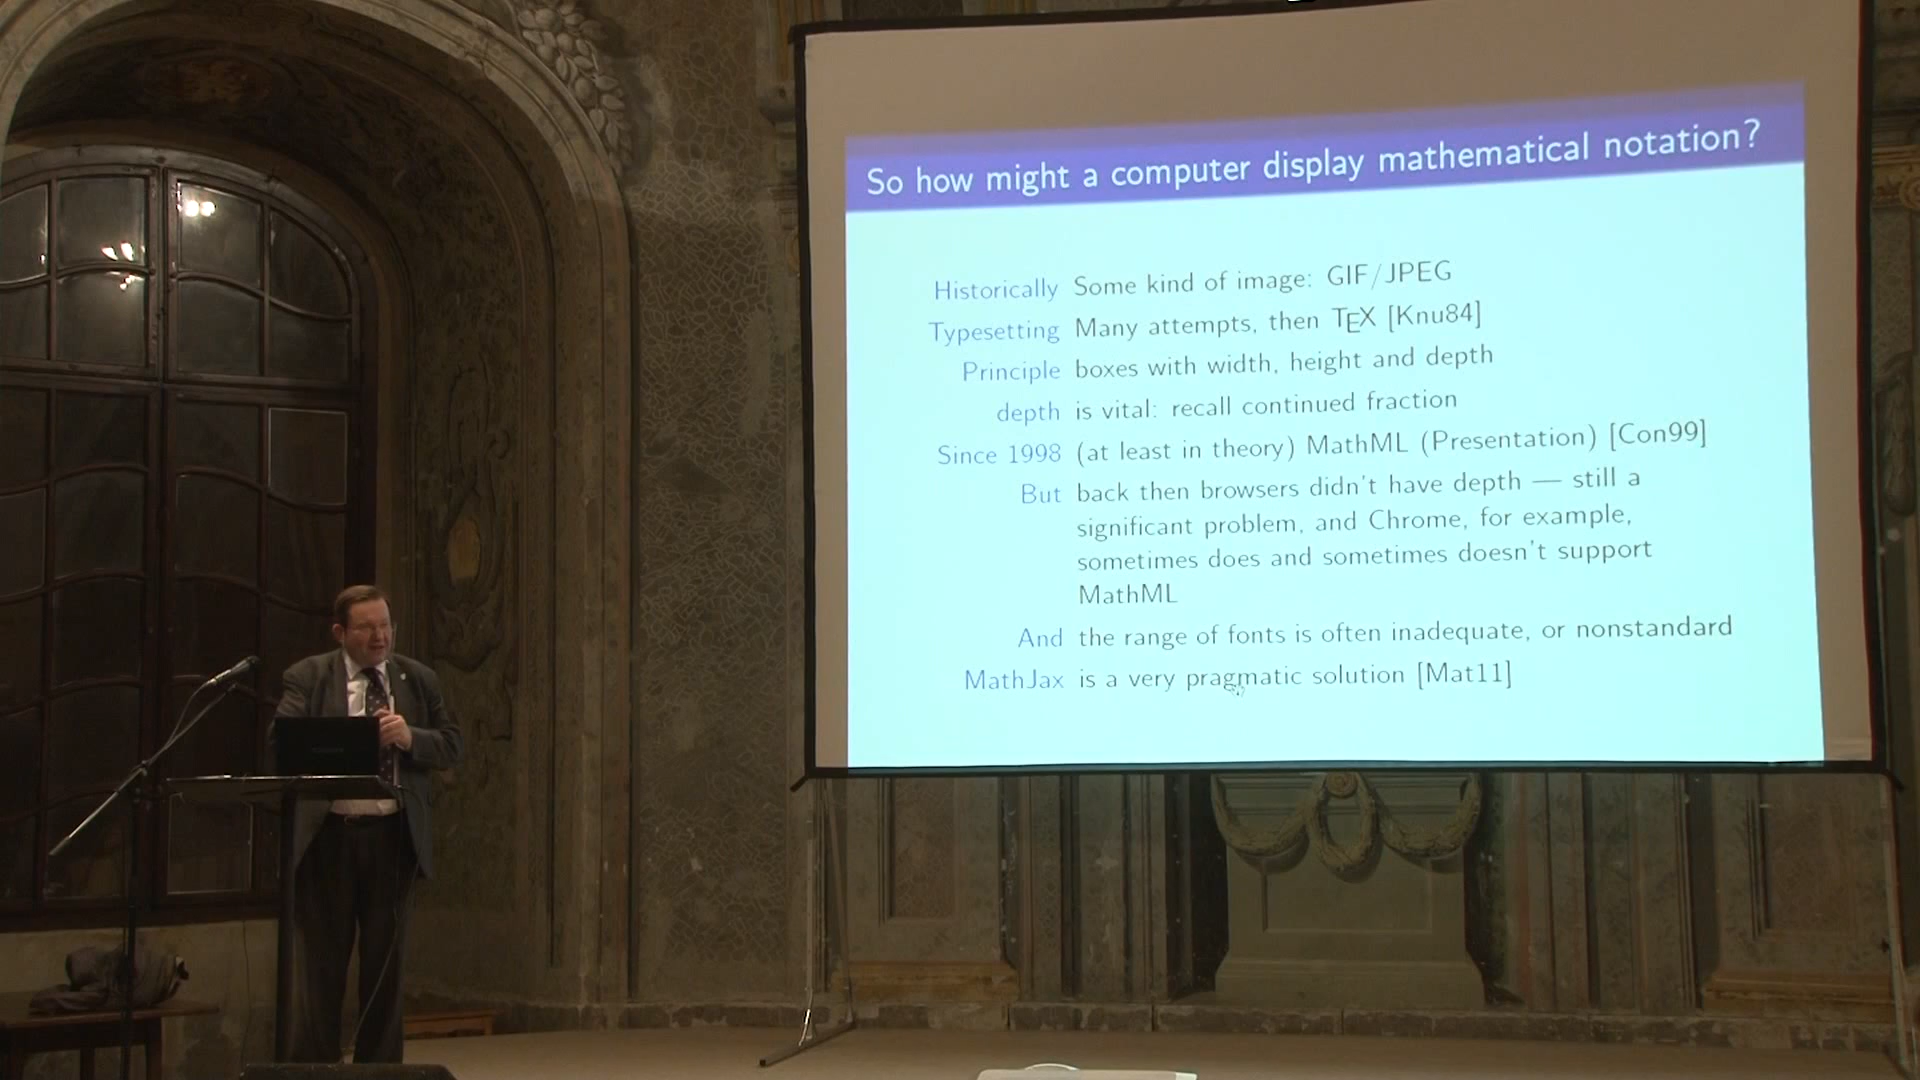 So how might a computer display mathematical notation?
Historically Some kind of image: GIF/JPEG
Typesetting Many attempts, then TEX [Knu84]
Principle boxes with width, height and depth
depth is vital: recall continued fraction
Since 1998 (at least in theory) MathML (Presentation) [Con99]
But back then browsers didn't have depth — still a
significant problem, and Chrome, for example,
sometimes does and sometimes doesn't support
MathML
And the range of fonts is often inadequate, or nonstandard
MathJax is a very pragmatic solution [Mat11]